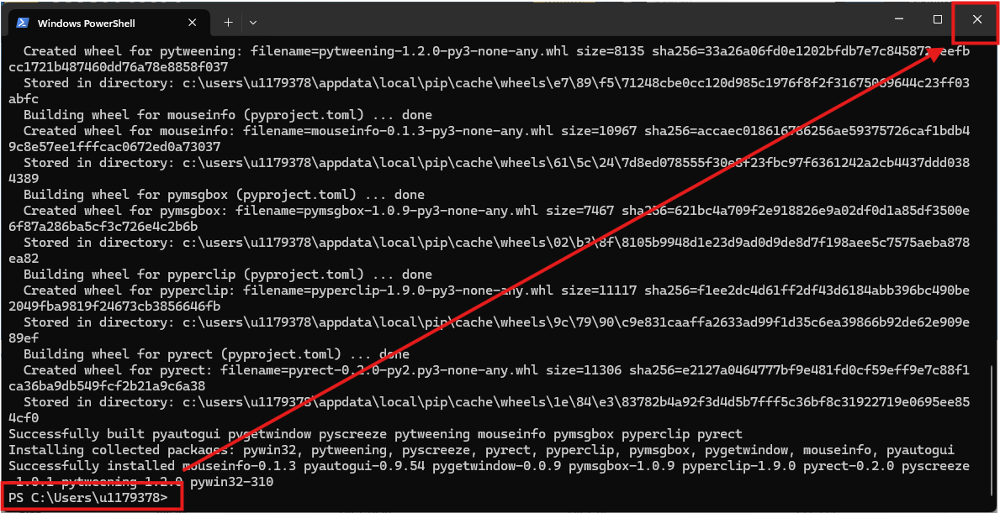 Windows PowerShell
Created wheel for pytweening: filename=pytweening-1.2.0-py3-none-any.whl size=8135
cc1721b487460dd76a78e8858f037
Stored in directory: c:\users\u1179378\appdata\local\pip\cache\wheels\e7\89\f5\71248cbe0cc120d985c1976f8f2f31675069644c23ff03
abfc
Building wheel for mouseinfo (pyproject.toml) ... done
Created wheel for mouseinfo: filename=mouseinfo-0.1.3-py3-none-any.whl size=10967 sha256=accaec018616786256ae59375726caf1bdb4
9c8e57ee1fffcac0672ed0a73037
Stored in directory: c:\users\u1179378\appdata\local\pip\cache\wheels\61\5c\24\7d8ed078555f30e8f23fbc97f6361242a2cb4437ddd038
4389
Building wheel for pymsgbox (pyproject.toml) ... done
Created wheel for pymsgbox: filename=pymsgbox-1.0.9-py3-none-any.whl size=7467 sha256=621bc4a709f2e918826e9a02df0d1a85df3500e
6f87a286ba5cf3c726e4c2b6b
Stored in directory: c:\users\u1179378\appdata\local\pip\cache\wheels\02\b3\8f\8105b9948d1e23d9ad0d9de8d7f198aee5c7575aeba878
ea82
Building wheel for pyperclip (pyproject.toml) ... done
Created wheel for pyperclip: filename=pyperclip-1.9.0-py3-none-any.whl size=11117 sha256=f1ee2dc4d61ff2df43d6184abb396bc490be
2049fba9819f24673cb3856646fb
Stored in directory: c:\users\u1179378\appdata\local\pip\cache\wheels\9c\79\90\c9e831caaffa2633ad99f1d35c6ea39866b92de62e909e
89ef
Building wheel for pyrect (pyproject.toml) ... done
Created wheel for pyrect: filename=pyrect-0.2.0-py2.py3-none-any.whl size=11306 sha256=e2127a0464777bf9e481fd0cf59eff9e7c88f1
ca36ba9db549fcf2b21a9c6a38
Stored in directory: c:\users\u1179378\appdata\local\pip\cache\wheels\1e\84\e3\83782b4a92f3d4d5b7fff5c36bf8c31922719e0695ee85
4cf0
Successfully built pyautogui pygetwindow pyscreeze pytweening mouseinfo pymsgbox pyperclip pyrect
Installing collected packages: pywin32, pytweening, pyscreeze, pyrect, pyperclip, pymsgbox, pygetwindow, mouseinfo, pyautogui
Successfully installed mouseinfo-0.1.3 pyautogui-0.9.54 pygetwindow-0.0.9 pymsgbox-1.0.9 pyperclip-1.9.0 pyrect-0.2.0 pyscreeze
-1.0.1 pytweening-1.2.0 pywin32-310
PS C:\Users\u1179378>